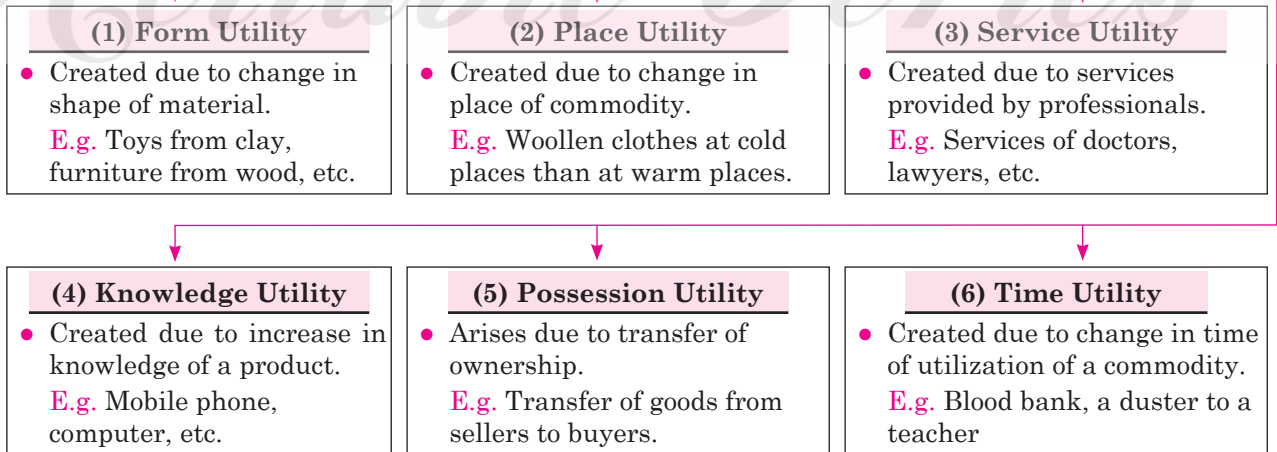 (1) Form Utility
● Created due to change in
shape of material.
E.g. Toys from clay,
furniture from wood, etc.
(2) Place Utility
● Created due to change in
place of commodity.
E.g. Woollen clothes at cold
places than at warm places.
(3) Service Utility
● Created due to services
provided by professionals.
E.g. Services of doctors,
lawyers, etc.
(4) Knowledge Utility
● Created due to increase in
knowledge of a product.
E.g. Mobile phone,
computer, etc.
(5) Possession Utility
● Arises due to transfer of
ownership.
E.g. Transfer of goods from
sellers to buyers.
(6) Time Utility
● Created due to change in time
of utilization of a commodity.
E.g. Blood bank, a duster to a
teacher